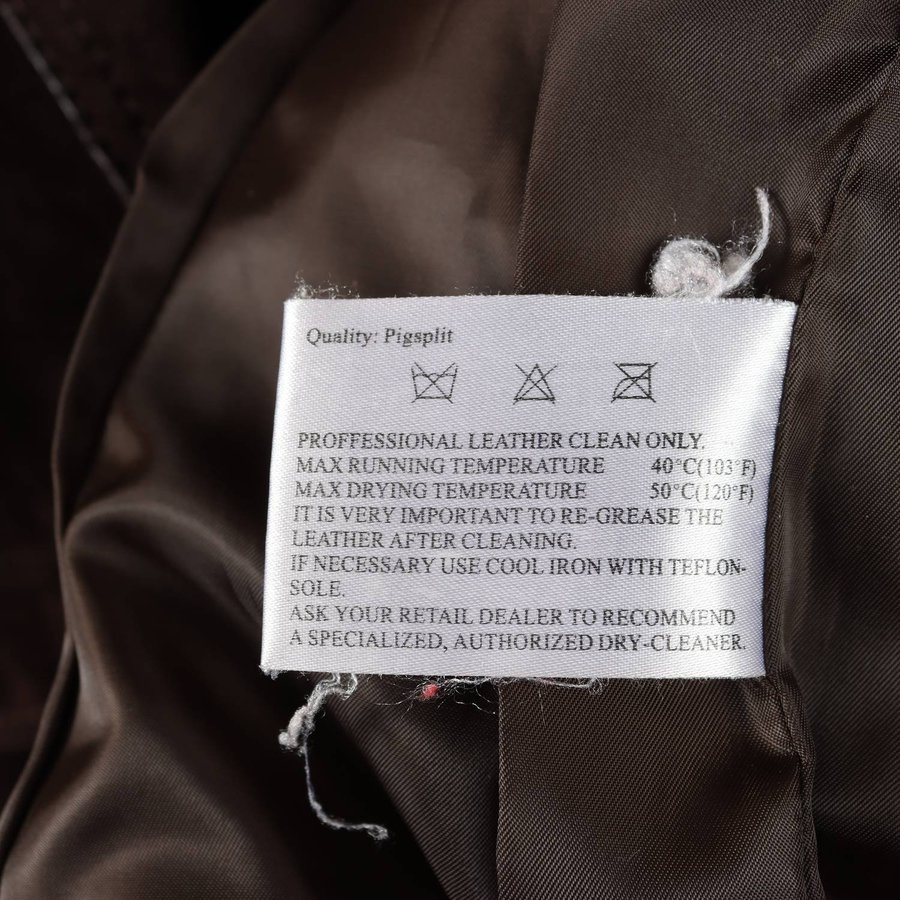 Quality: Pigsplit
PROFFESSIONAL LEATHER CLEAN ONLY.
MAX RUNNING TEMPERATURE 40°C(103°F)
MAX DRYING TEMPERATURE 50°C(120°F)
IT IS VERY IMPORTANT TO RE-GREASE THE
LEATHER AFTER CLEANING.
IF NECESSARY USE COOL IRON WITH TEFLON-
SOLE.
ASK YOUR RETAIL DEALER TO RECOMMEND
A SPECIALIZED, AUTHORIZED DRY-CLEANER.